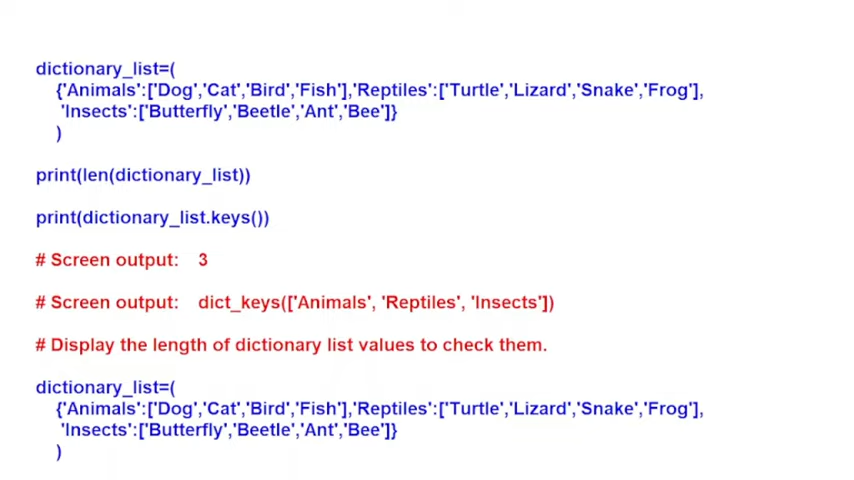 dictionary_list=(
{'Animals':['Dog','Cat','Bird','Fish'],'Reptiles':['Turtle','Lizard','Snake','Frog'],
'Insects':['Butterfly','Beetle','Ant','Bee']}
)
print(len(dictionary_list))
print(dictionary_list.keys())
# Screen output:    3
# Screen output:    dict_keys(['Animals', 'Reptiles', 'Insects'])
# Display the length of dictionary list values to check them.
dictionary_list=(
{'Animals':['Dog','Cat','Bird','Fish'],'Reptiles':['Turtle','Lizard','Snake','Frog'],
'Insects':['Butterfly','Beetle','Ant','Bee']}
)